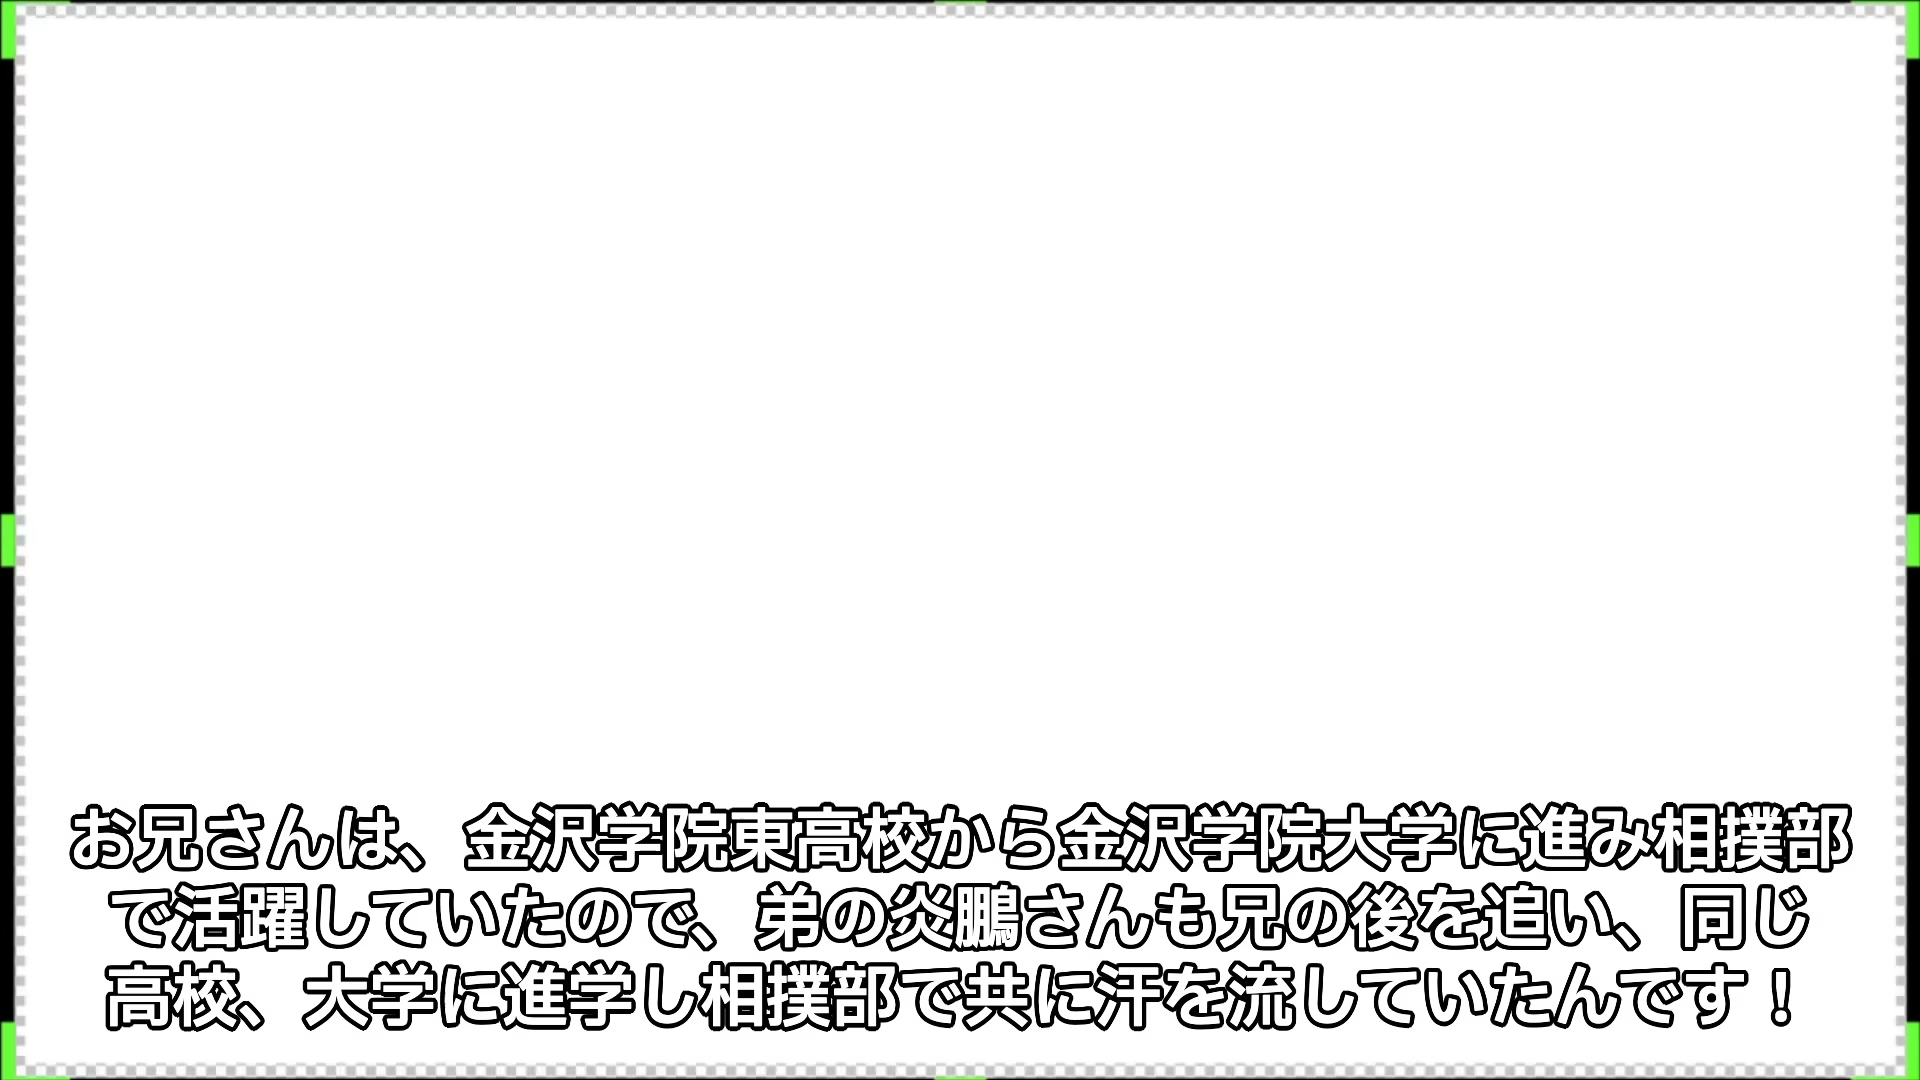 お兄さんは、金沢学院東高校から金沢学院大学に進み相撲部
で活躍していたので、弟の炎鵬さんも兄の後を追い、同じ
高校、大学に進学し相撲部で共に汗を流していたんです！